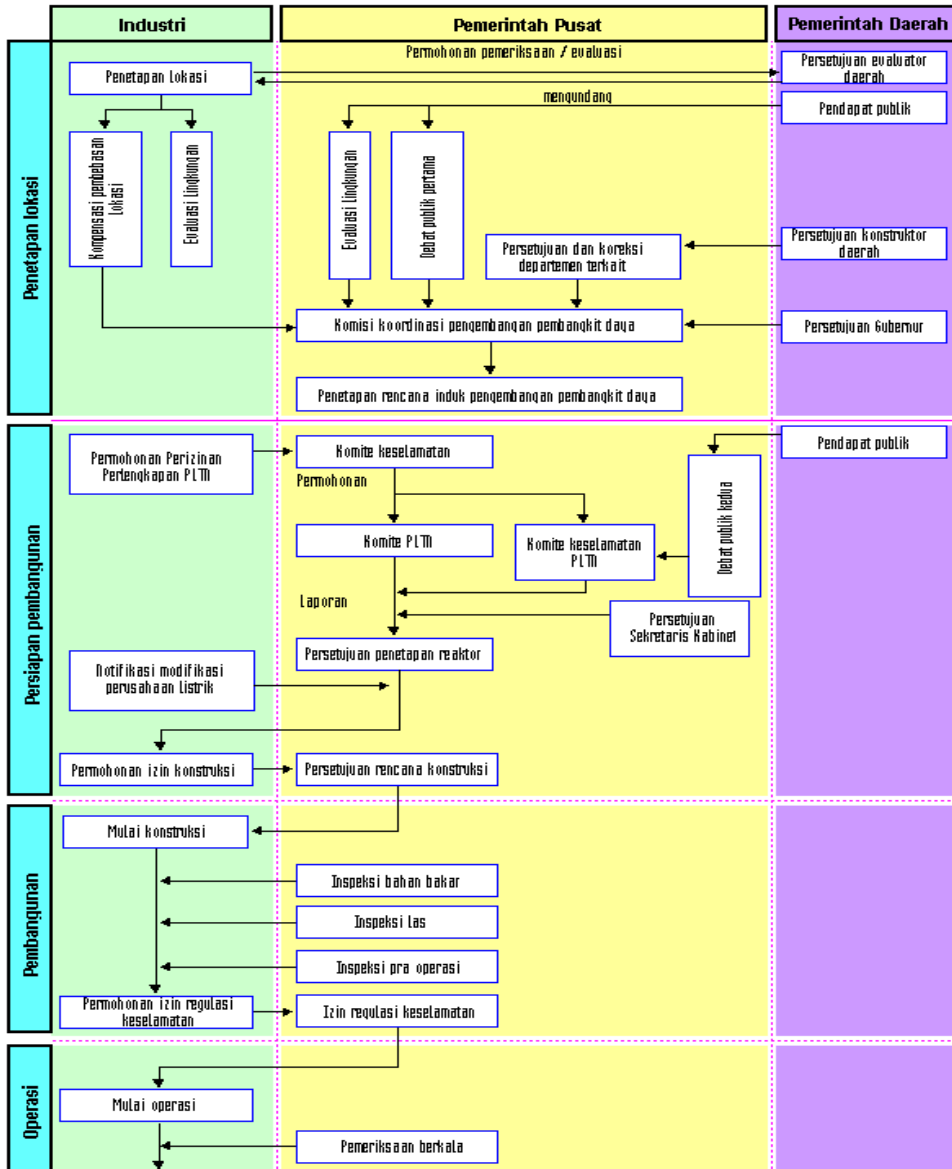 Industri
Pemerintah Pusat
Pemerintah Daerah
Penetapan lokasi
Permohonan pemeriksaan / evaluasi
Penetapan lokasi
Persetujuan evaluator
daerah
mengundang
Pendapat publik
Kompensasi pembebasan
lokasi
Evaluasi lingkungan
Evaluasi lingkungan
Debat publik pertama
Persetujuan dan koreksi
departemen terkait
Persetujuan konstruktor
daerah
Komisi koordinasi pengembangan pembangkit daya
Persetujuan Gubernur
Penetapan rencana induk pengembangan pembangkit daya
Persiapan pembangunan
Permohonan Perizinan
Perlengkapan PLTN
Komite keselamatan
Pendapat publik
Permohonan
Komite PLTN
Komite keselamatan
PLTN
Debat publik kedua
Laporan
Persetujuan
Sekretaris Kabinet
Persetujuan penetapan reaktor
Notifikasi modifikasi
perusahaan listrik
Permohonan izin konstruksi
Persetujuan rencana konstruksi
Pembangunan
Mulai konstruksi
Inspeksi bahan bakar
Inspeksi las
Inspeksi pra operasi
Permohonan izin regulasi
keselamatan
Izin regulasi keselamatan
Operasi
Mulai operasi
Pemeriksaan berkala